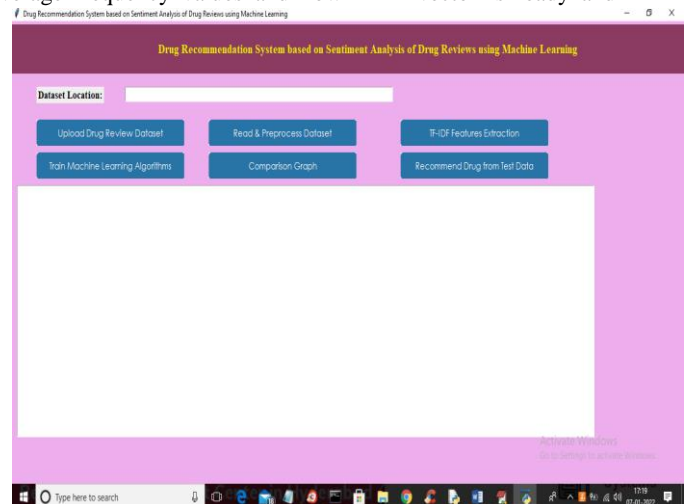 Drug Recommendation System based on Sentiment Analysis of Drug Reviews using Machine Learning
Drug Recommendation System based on Sentiment Analysis of Drug Reviews using Machine Learning
Dataset Location:
Upload Drug Review Dataset Read & Preprocess Dataset TF-IDF Features Extraction
Train Machine Learning Algorithms Comparison Graph Recommend Drug from Test Data
Activate Windows
Go to Settings to activate Windows.
Type here to search
17:19
07-01-2022